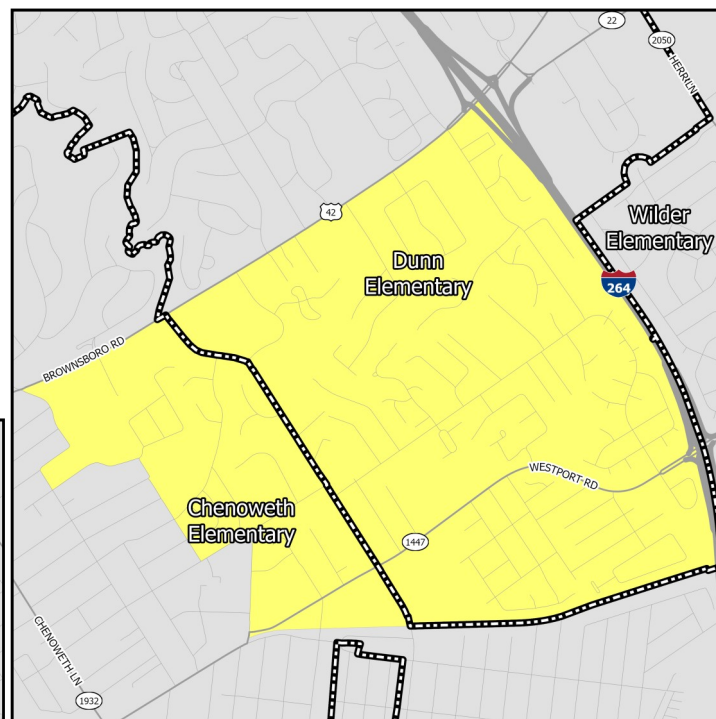 22
2050
HERR LN
42
Wilder
Elementary
Dunn
Elementary
264
BROWNSBORO RD
WESTPORT RD
Chenoweth
Elementary
1447
CHENOWETH LN
1932